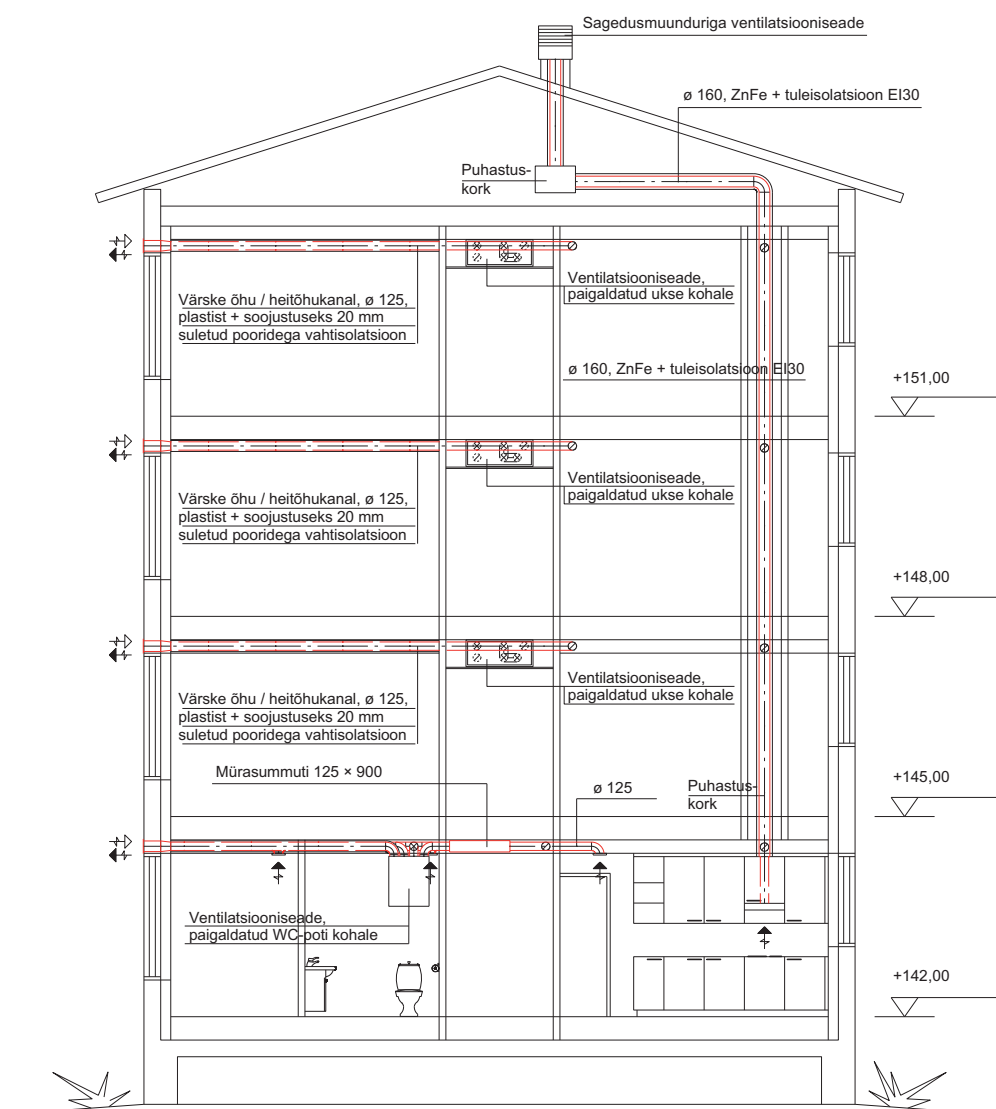 Sagedusmuunduriga ventilatsiooniseade
ø 160, ZnFe + tuleisolatsioon EI30
Puhastus-
kork
Ventilatsiooniseade,
paigaldatud ukse kohale
Värske õhu / heitõhukanal, ø 125,
plastist + soojustuseks 20 mm
suletud pooridega vahtisolatsioon
ø 160, ZnFe + tuleisolatsioon EI30
+151,00
Ventilatsiooniseade,
paigaldatud ukse kohale
Värske õhu / heitõhukanal, ø 125,
plastist + soojustuseks 20 mm
suletud pooridega vahtisolatsioon
+148,00
Ventilatsiooniseade,
paigaldatud ukse kohale
Värske õhu / heitõhukanal, ø 125,
plastist + soojustuseks 20 mm
suletud pooridega vahtisolatsioon
Mürasummuti 125 × 900
ø 125
Puhastus-
kork
+145,00
Ventilatsiooniseade,
paigaldatud WC-poti kohale
+142,00